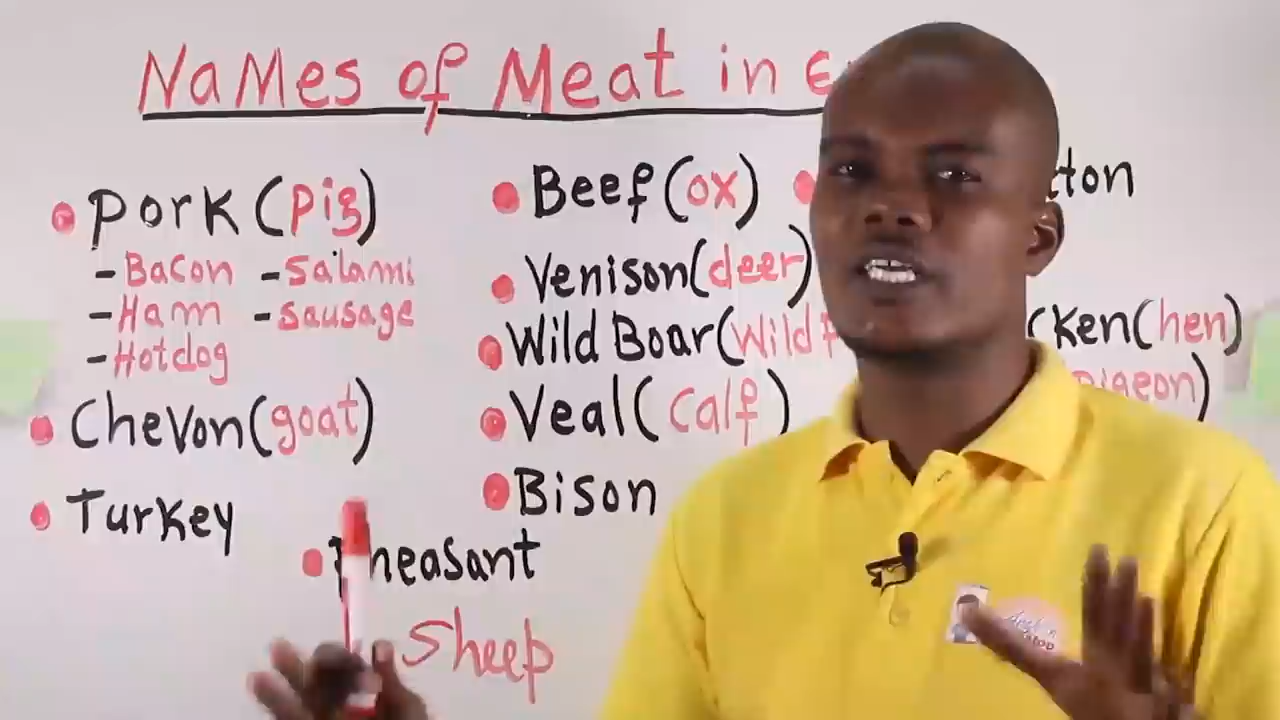 NaMes of Meat in
Pork (pig)
- Bacon - Salami
- Ham - sausage
- Hotdog
Chevon (goat)
Turkey
Beef (ox)
Venison (deer)
Wild Boar (Wild
Veal (Calf)
Bison
Pheasant
Sheep
tton
cken (hen)
pigeon)